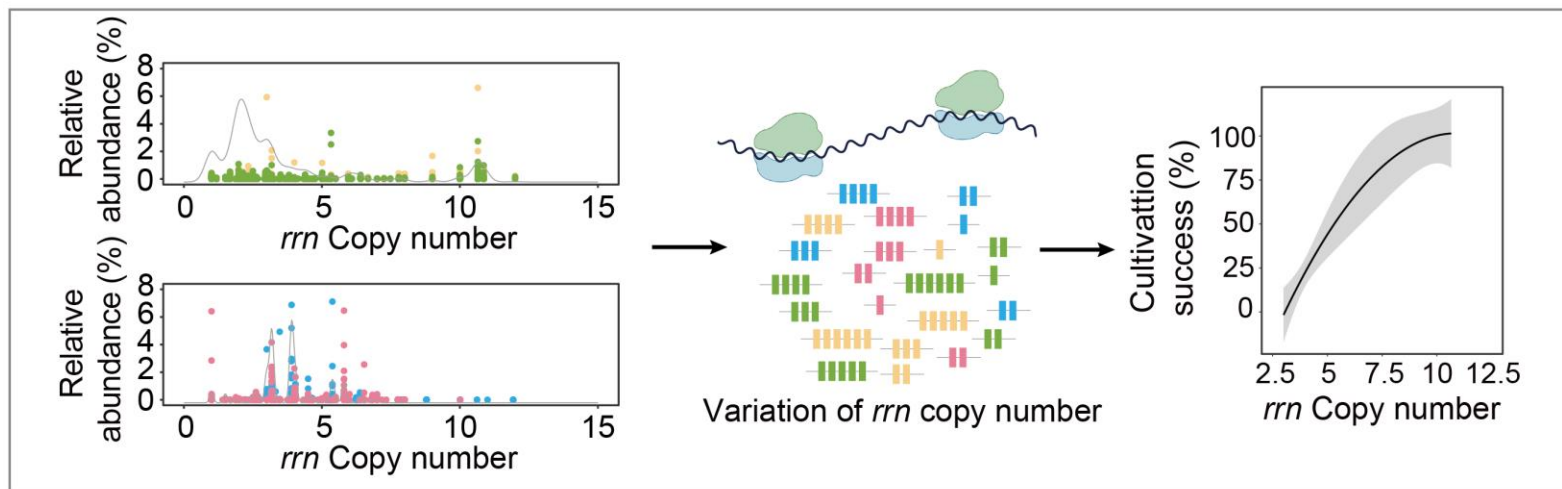 Relative
abundance (%)
8
6
4
2
0
0 5 10 15
rrn Copy number
Relative
abundance (%)
8
6
4
2
0
0 5 10 15
rrn Copy number
Variation of rrn copy number
Cultivattion
success (%)
100
75
50
25
0
2.5 5 7.5 10 12.5
rrn Copy number